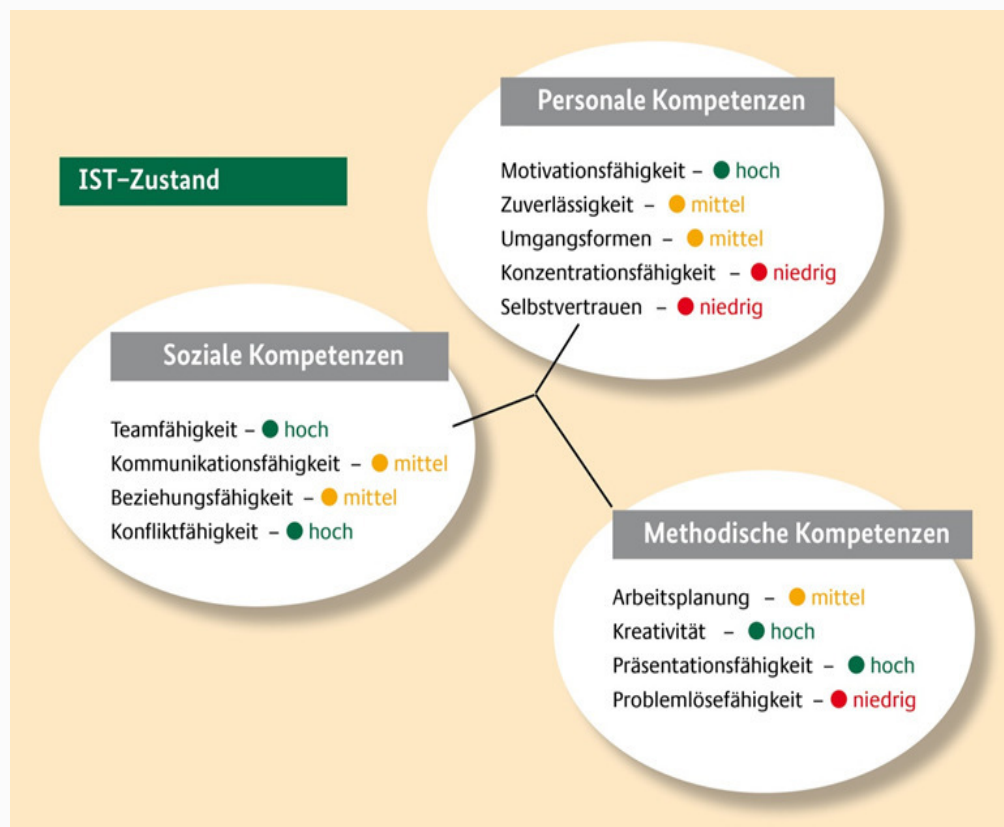 IST–Zustand
Personale Kompetenzen
Motivationsfähigkeit – hoch
Zuverlässigkeit – mittel
Umgangsformen – mittel
Konzentrationsfähigkeit – niedrig
Selbstvertrauen – niedrig
Soziale Kompetenzen
Teamfähigkeit – hoch
Kommunikationsfähigkeit – mittel
Beziehungsfähigkeit – mittel
Konfliktfähigkeit – hoch
Methodische Kompetenzen
Arbeitsplanung – mittel
Kreativität – hoch
Präsentationsfähigkeit – hoch
Problemlösefähigkeit – niedrig